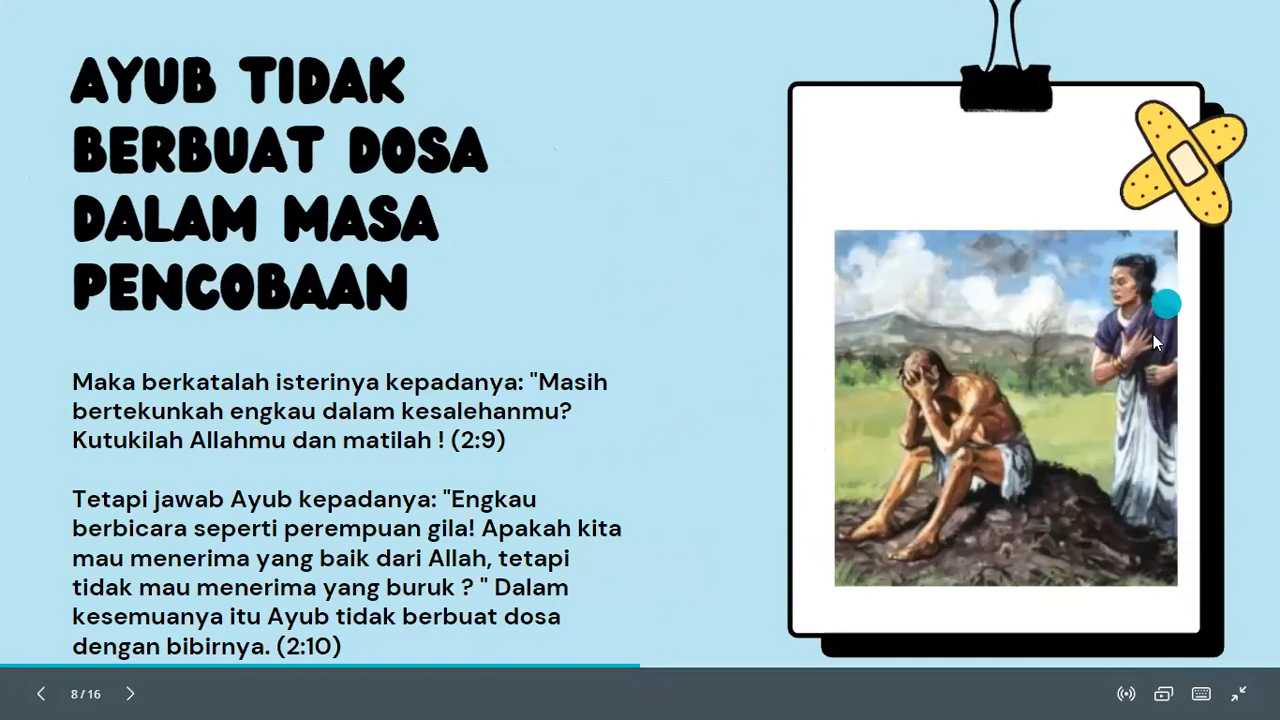 AYUB TIDAK
BERBUAT DOSA
DALAM MASA
PENCOBAAN
Maka berkatalah isterinya kepadanya: "Masih
bertekunkah engkau dalam kesalehanmu?
Kutukilah Allahmu dan matilah ! (2:9)
Tetapi jawab Ayub kepadanya: "Engkau
berbicara seperti perempuan gila! Apakah kita
mau menerima yang baik dari Allah, tetapi
tidak mau menerima yang buruk ? " Dalam
kesemuanya itu Ayub tidak berbuat dosa
dengan bibirnya. (2:10)
8 / 16